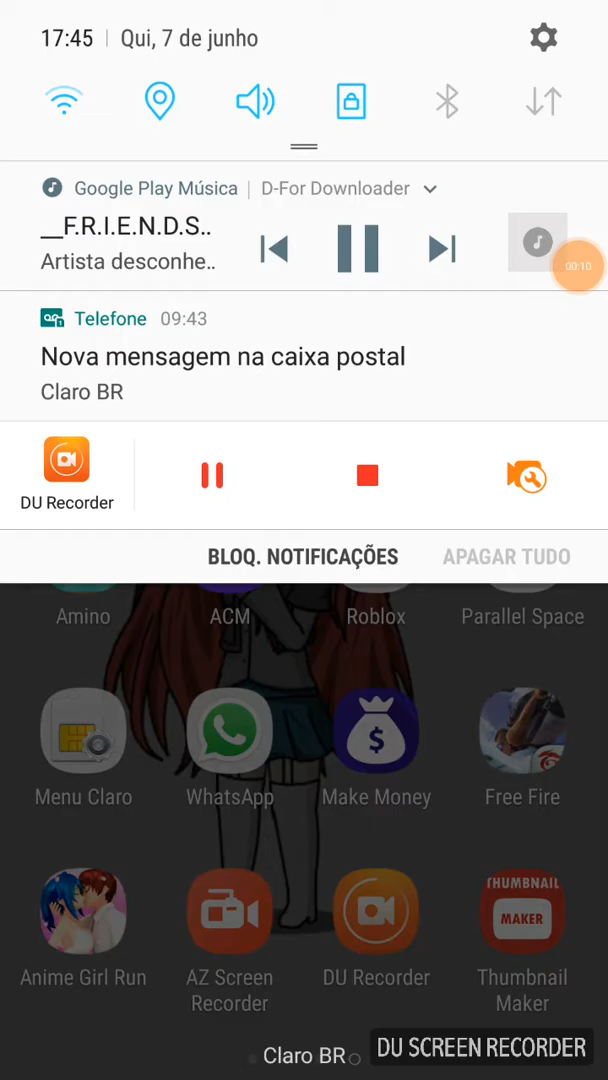 17:45 | Qui, 7 de junho
Google Play Música | D-For Downloader
__F.R.I.E.N.D.S..
Artista desconhe..
00:10
Telefone 09:43
Nova mensagem na caixa postal
Claro BR
DU Recorder
BLOQ. NOTIFICAÇÕES APAGAR TUDO
Amino ACM Roblox Parallel Space
Menu Claro WhatsApp Make Money Free Fire
THUMBNAIL
MAKER
Anime Girl Run AZ Screen Recorder DU Recorder Thumbnail Maker
Claro BR
DU SCREEN RECORDER